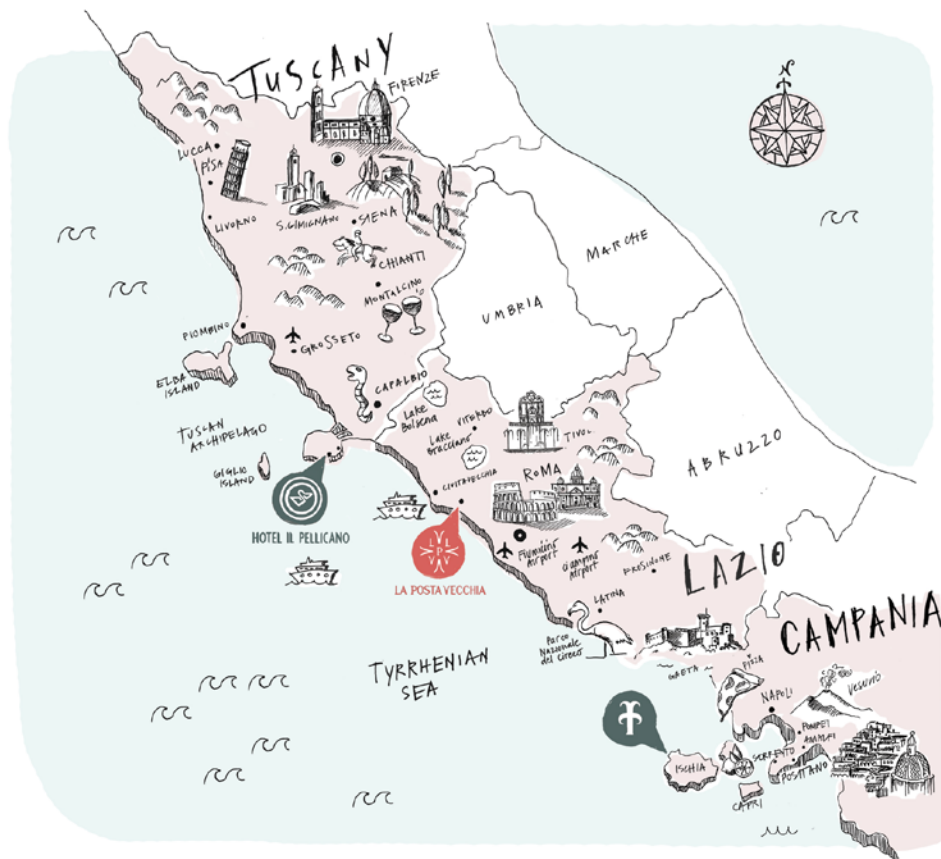 N
TUSCANY
FIRENZE
LUCCA
PISA
LIVORNO
S.GIMIGNANO
SIENA
CHIANTI
MONTALCINO
MARCHE
UMBRIA
PIOMBINO
GROSSETO
ELBA
ISLAND
CAPALBIO
TUSCAN
ARCHIPELAGO
Lake
Bolsena
VITERBO
TIVOLI
Lake
Bracciano
GIGLIO
ISLAND
CIVITAVECCHIA
ROMA
ABRUZZO
HOTEL IL PELLICANO
L L
P
V V
LA POSTA VECCHIA
Fiumicino
Airport
Ciampino
Airport
FROSINONE
LAZIO
LATINA
Parco
Nazionale
del Circeo
CAMPANIA
TYRRHENIAN
SEA
GAETA
PIZZA
NAPOLI
VESUVIO
POMPEI
AMALFI
SORRENTO
POSITANO
ISCHIA
CAPRI